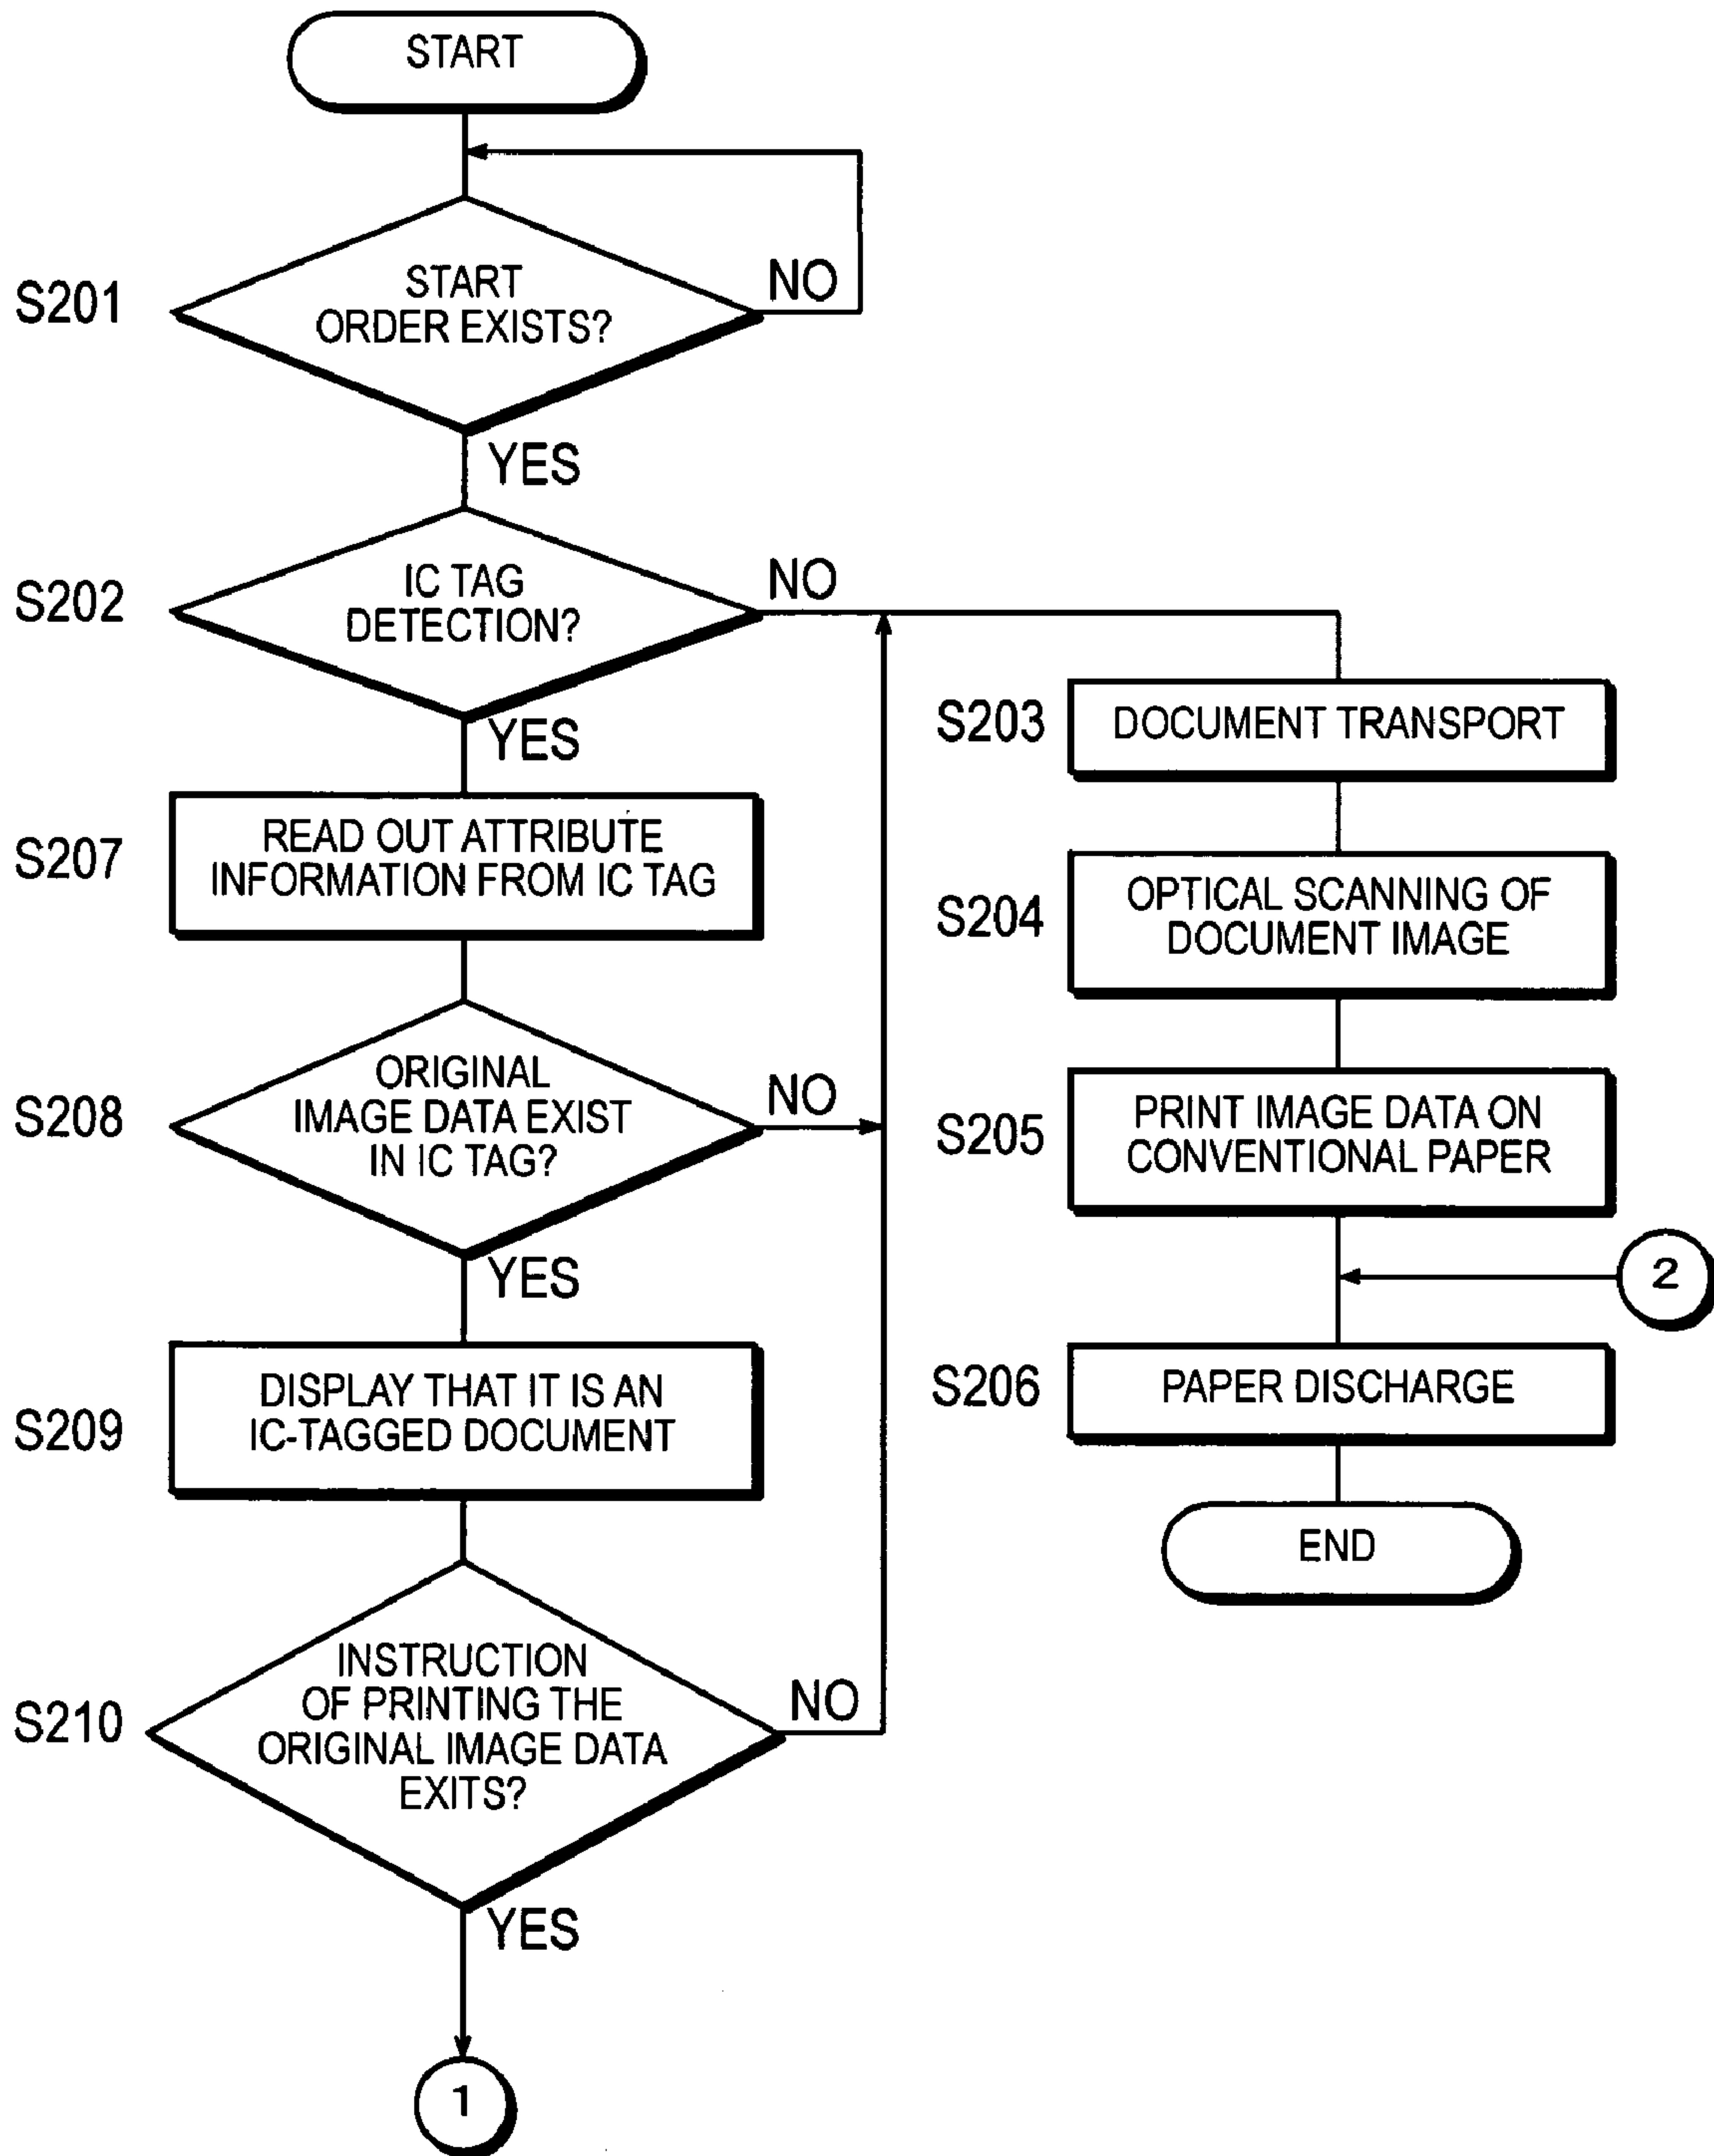 START
S201
START
ORDER EXISTS?
NO
YES
S202
IC TAG
DETECTION?
NO
YES
S207
READ OUT ATTRIBUTE
INFORMATION FROM IC TAG
S208
ORIGINAL
IMAGE DATA EXIST
IN IC TAG?
NO
YES
S209
DISPLAY THAT IT IS AN
IC-TAGGED DOCUMENT
S210
INSTRUCTION
OF PRINTING THE
ORIGINAL IMAGE DATA
EXITS?
NO
YES
1
S203
DOCUMENT TRANSPORT
S204
OPTICAL SCANNING OF
DOCUMENT IMAGE
S205
PRINT IMAGE DATA ON
CONVENTIONAL PAPER
2
S206
PAPER DISCHARGE
END